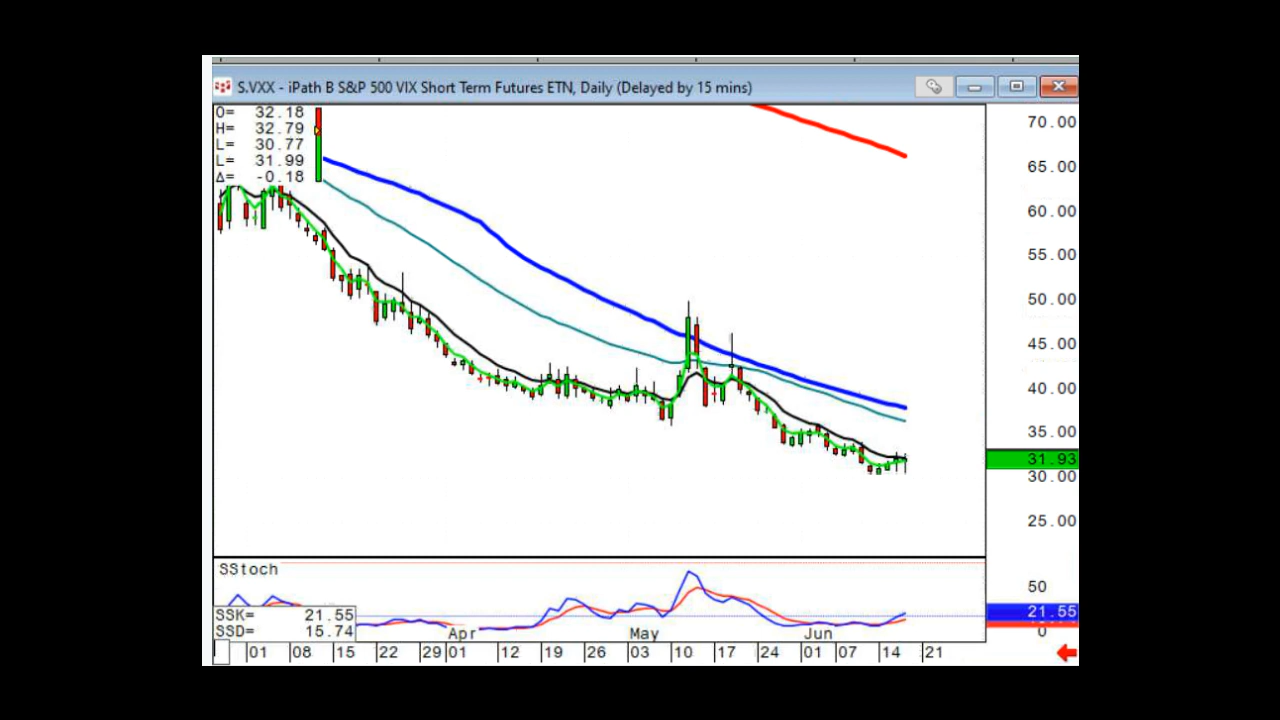 S.VXX - iPath B S&P 500 VIX Short Term Futures ETN, Daily (Delayed by 15 mins)
O= 32.18
H= 32.79
L= 30.77
L= 31.99
Δ= -0.18
70.00
65.00
60.00
55.00
50.00
45.00
40.00
35.00
31.93
30.00
25.00
SStoch
50
SSK= 21.55
21.55
SSD= 15.74
0
Apr May Jun
01 08 15 22 29 01 12 19 26 03 10 17 24 01 07 14 21